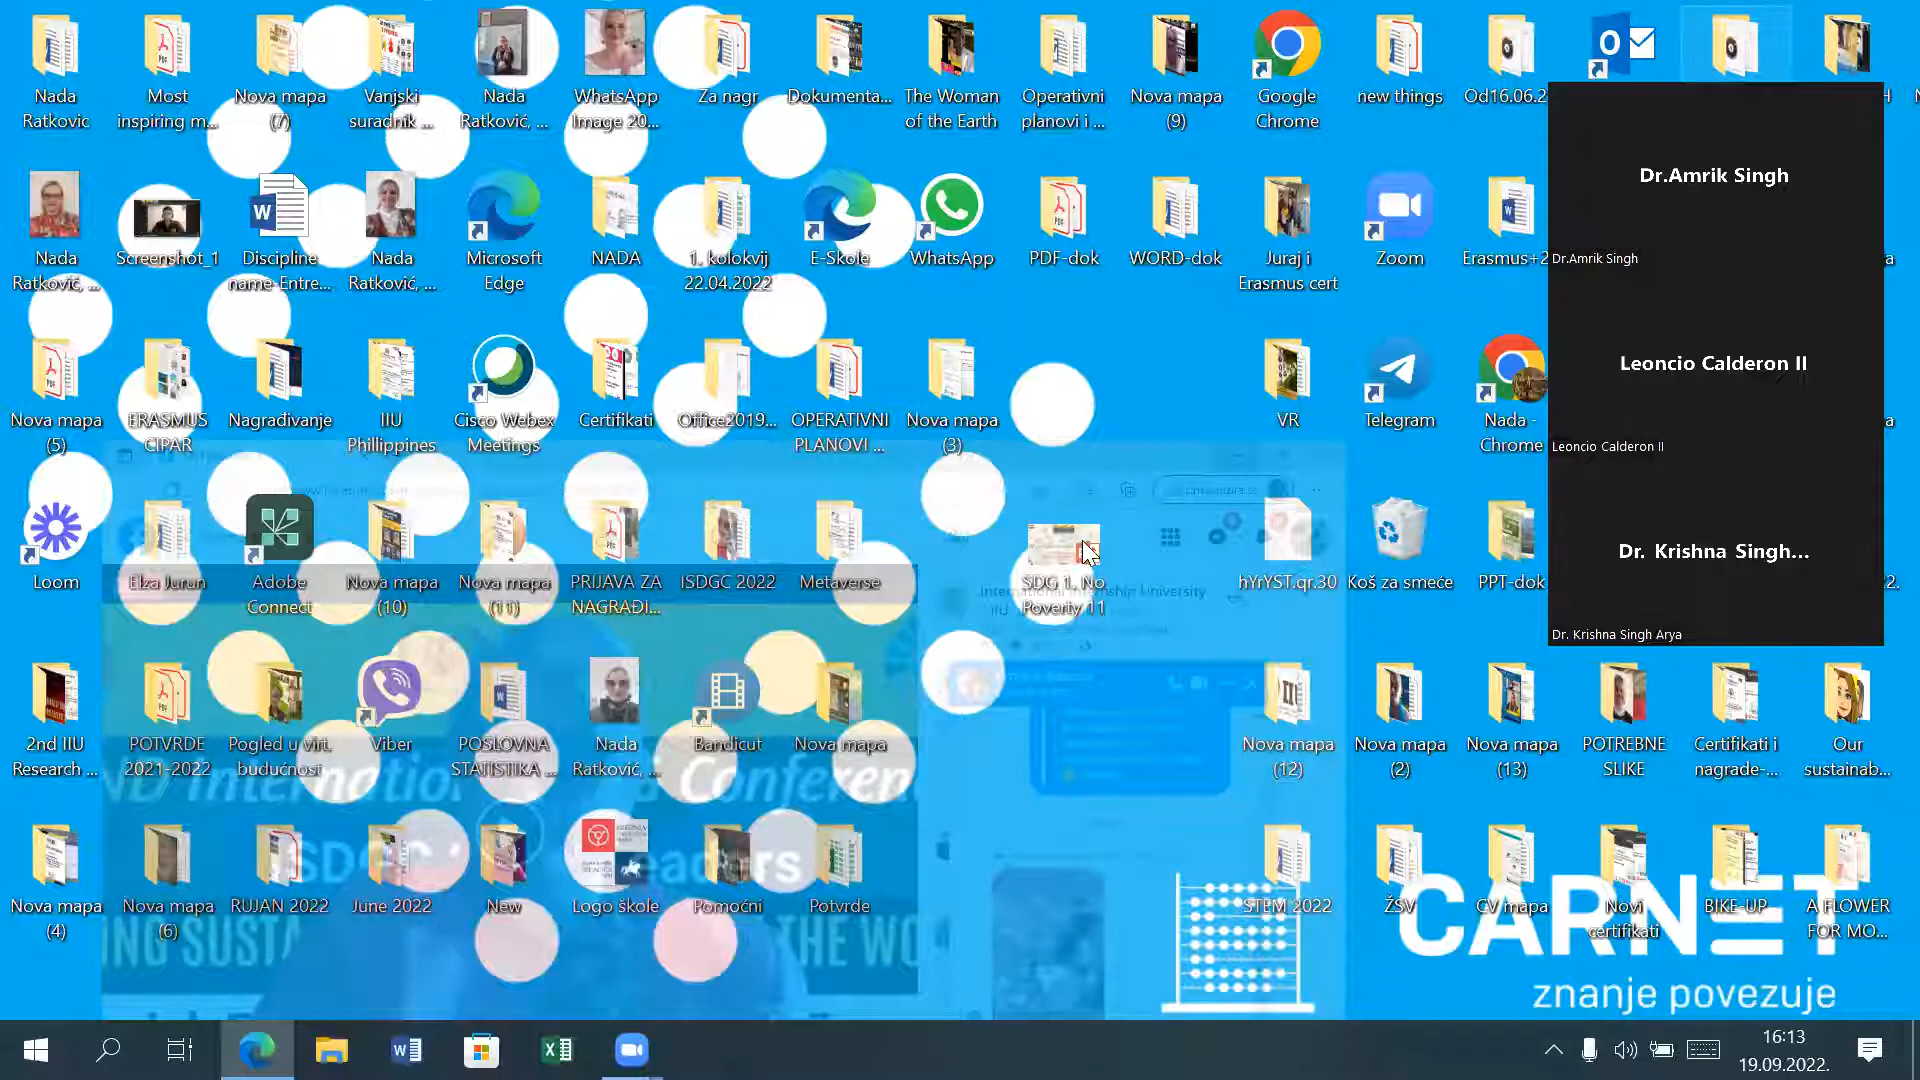 Nada
Ratkovic
Most
inspiring m...
Nova mapa
(7)
Vanjski
suradnik ...
Nada
Ratković, ...
WhatsApp
Image 20...
Za nagr
Dokumenta...
The Woman
of the Earth
Operativni
planovi i ...
Nova mapa
(9)
Google
Chrome
new things
Od16.06.2
Dr.Amrik Singh
Nada
Ratković, ...
Screenshot_1
Discipline
name-Entre...
Nada
Ratković, ...
Microsoft
Edge
NADA
1. kolokvij
22.04.2022
E-Skole
WhatsApp
PDF-dok
WORD-dok
Juraj i
Erasmus cert
Zoom
Erasmus+2
Dr.Amrik Singh
Leoncio Calderon II
Nova mapa
(5)
ERASMUS
CIPAR
Nagrađivanje
IIU
Phillippines
Cisco Webex
Meetings
Certifikati
Office2019...
OPERATIVNI
PLANOVI ...
Nova mapa
(3)
VR
Telegram
Nada -
Chrome
Leoncio Calderon II
Dr. Krishna Singh...
Loom
Elza Jurun
Adobe
Connect
Nova mapa
(10)
Nova mapa
(11)
PRIJAVA ZA
NAGRAĐI...
ISDGC 2022
Metaverse
SDG 1. No
Poverty 11
International Internship University
hYrYST.qr.30
Koš za smeće
PPT-dok
Dr. Krishna Singh Arya
2nd IIU
Research ...
POTVRDE
2021-2022
Pogled u virt.
budućnost
Viber
POSLOVNA
STATISTIKA ...
Nada
Ratković, ...
Bandicut
Nova mapa
Nova mapa
(12)
Nova mapa
(2)
Nova mapa
(13)
POTREBNE
SLIKE
Certifikati i
nagrade-...
Our
sustainab...
Nova mapa
(4)
Nova mapa
(6)
RUJAN 2022
June 2022
New
Logo škole
Pomoćni
Potvrde
STEM 2022
ŽSV
CV mapa
Novi
certifikati
BIKE-UP
A FLOWER
FOR MO...
CARNET
znanje povezuje
16:13
19.09.2022.